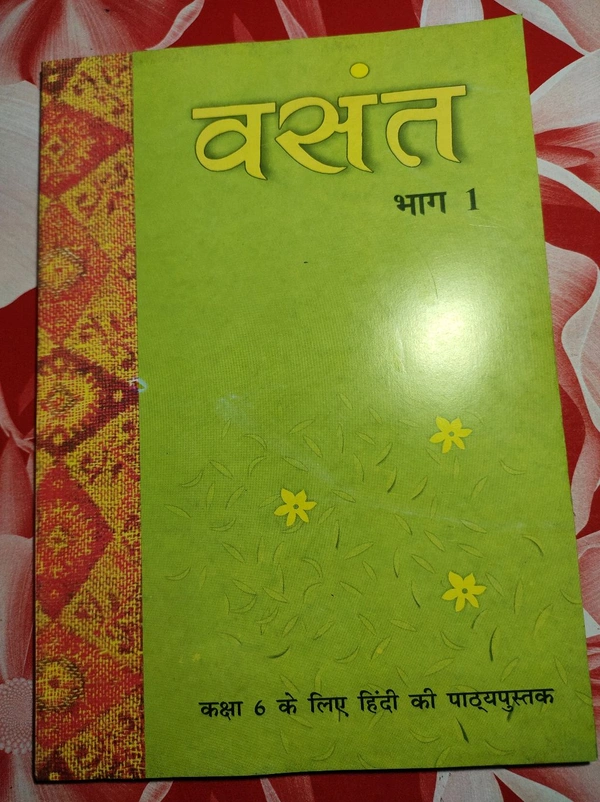 वसंत
भाग 1
कक्षा 6 के लिए हिंदी की पाठ्यपुस्तक